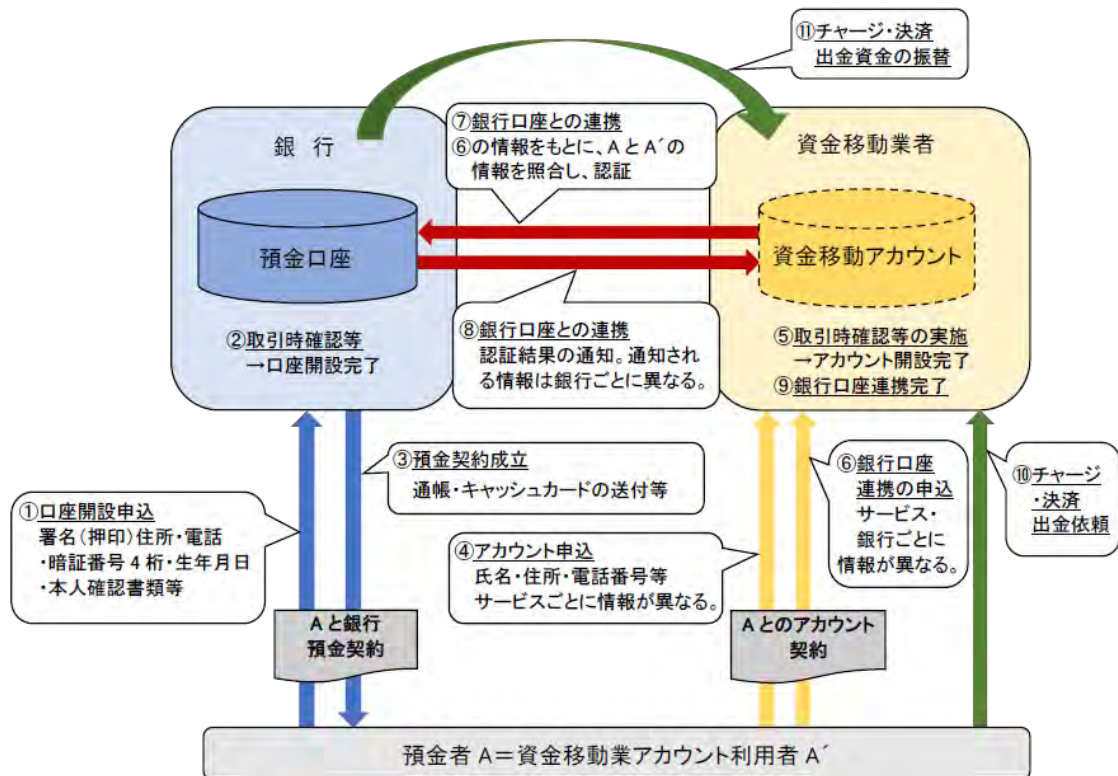 ⑪チャージ・決済
出金資金の振替
銀 行
⑦銀行口座との連携
⑥の情報をもとに、AとA´の
情報を照合し、認証
資金移動業者
預金口座
資金移動アカウント
②取引時確認等
→口座開設完了
⑧銀行口座との連携
認証結果の通知。通知され
る情報は銀行ごとに異なる。
⑤取引時確認等の実施
→アカウント開設完了
⑨銀行口座連携完了
③預金契約成立
通帳・キャッシュカードの送付等
⑥銀行口座
連携の申込
サービス・
銀行ごとに
情報が異なる。
⑩チャージ
・決済
出金依頼
①口座開設申込
署名(押印)住所・電話
・暗証番号4桁・生年月日
・本人確認書類等
④アカウント申込
氏名・住所・電話番号等
サービスごとに情報が異なる。
Aと銀行
預金契約
Aとのアカウント
契約
預金者A=資金移動業アカウント利用者A´